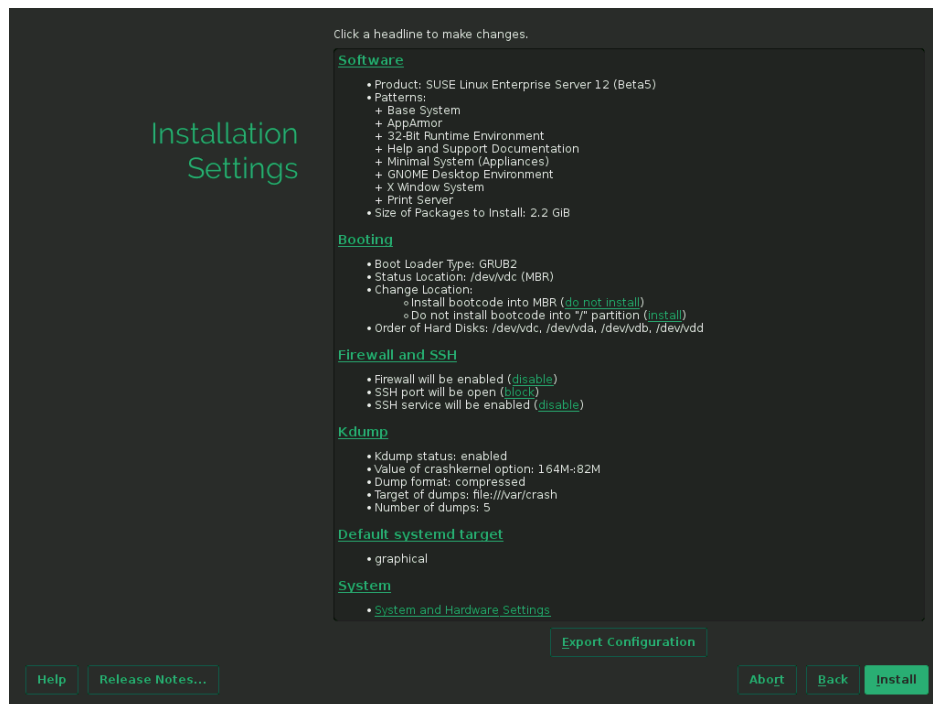 Click a headline to make changes.
Installation
Settings
Software
• Product: SUSE Linux Enterprise Server 12 (Beta5)
• Patterns:
+ Base System
+ AppArmor
+ 32-Bit Runtime Environment
+ Help and Support Documentation
+ Minimal System (Appliances)
+ GNOME Desktop Environment
+ X Window System
+ Print Server
• Size of Packages to Install: 2.2 GiB
Booting
• Boot Loader Type: GRUB2
• Status Location: /dev/vdc (MBR)
• Change Location:
Install bootcode into MBR (do not install)
Do not install bootcode into "/" partition (install)
• Order of Hard Disks: /dev/vdc, /dev/vda, /dev/vdb, /dev/vdd
Firewall and SSH
• Firewall will be enabled (disable)
• SSH port will be open (block)
• SSH service will be enabled (disable)
Kdump
• Kdump status: enabled
• Value of crashkernel option: 164M-:82M
• Dump format: compressed
• Target of dumps: file:///var/crash
• Number of dumps: 5
Default systemd target
• graphical
System
• System and Hardware Settings
Export Configuration
Help
Release Notes...
Abort
Back
Install